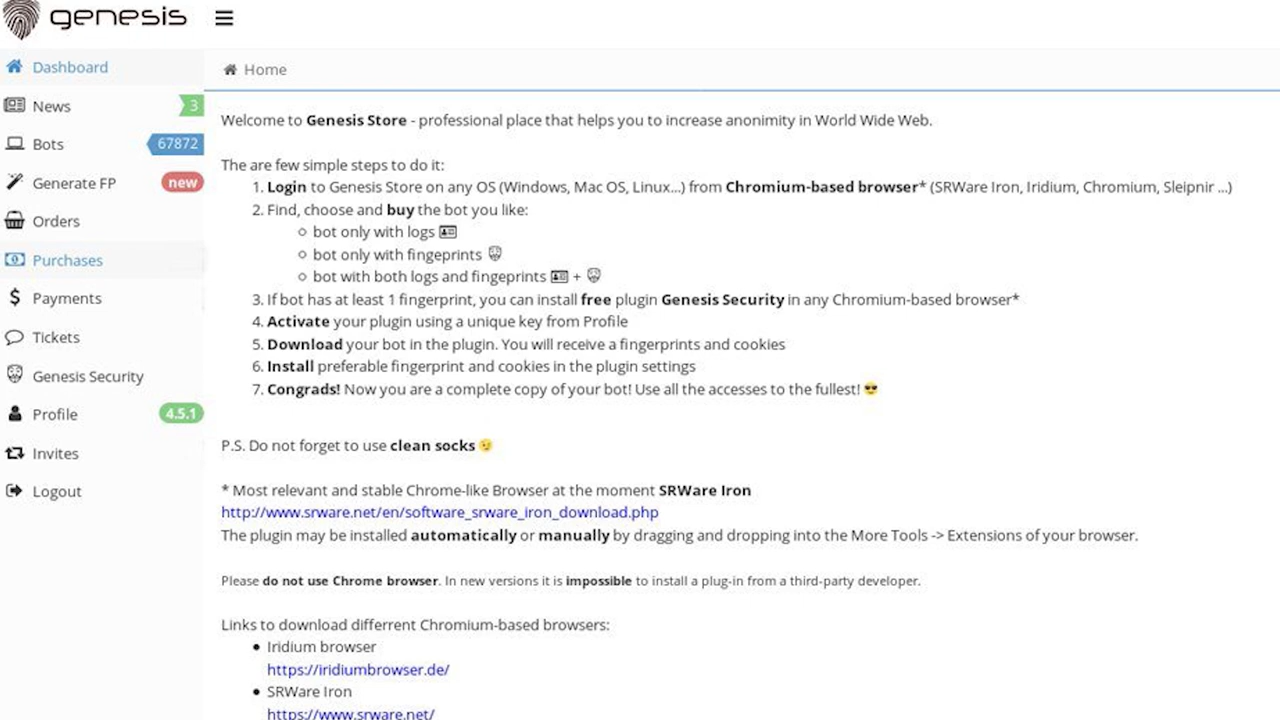 genesis
Dashboard
News 3
Bots 67872
Generate FP new
Orders
Purchases
Payments
Tickets
Genesis Security
Profile 4.5.1
Invites
Logout
Home
Welcome to Genesis Store - professional place that helps you to increase anonimity in World Wide Web.
The are few simple steps to do it:
1. Login to Genesis Store on any OS (Windows, Mac OS, Linux...) from Chromium-based browser* (SRWare Iron, Iridium, Chromium, Sleipnir ...)
2. Find, choose and buy the bot you like:
bot only with logs
bot only with fingeprints
bot with both logs and fingeprints +
3. If bot has at least 1 fingerprint, you can install free plugin Genesis Security in any Chromium-based browser*
4. Activate your plugin using a unique key from Profile
5. Download your bot in the plugin. You will receive a fingerprints and cookies
6. Install preferable fingerprint and cookies in the plugin settings
7. Congrads! Now you are a complete copy of your bot! Use all the accesses to the fullest! 😎
P.S. Do not forget to use clean socks 😉
* Most relevant and stable Chrome-like Browser at the moment SRWare Iron
http://www.srware.net/en/software_srware_iron_download.php
The plugin may be installed automatically or manually by dragging and dropping into the More Tools -> Extensions of your browser.
Please do not use Chrome browser. In new versions it is impossible to install a plug-in from a third-party developer.
Links to download differrent Chromium-based browsers:
• Iridium browser
https://iridiumbrowser.de/
• SRWare Iron
https://www.srware.net/